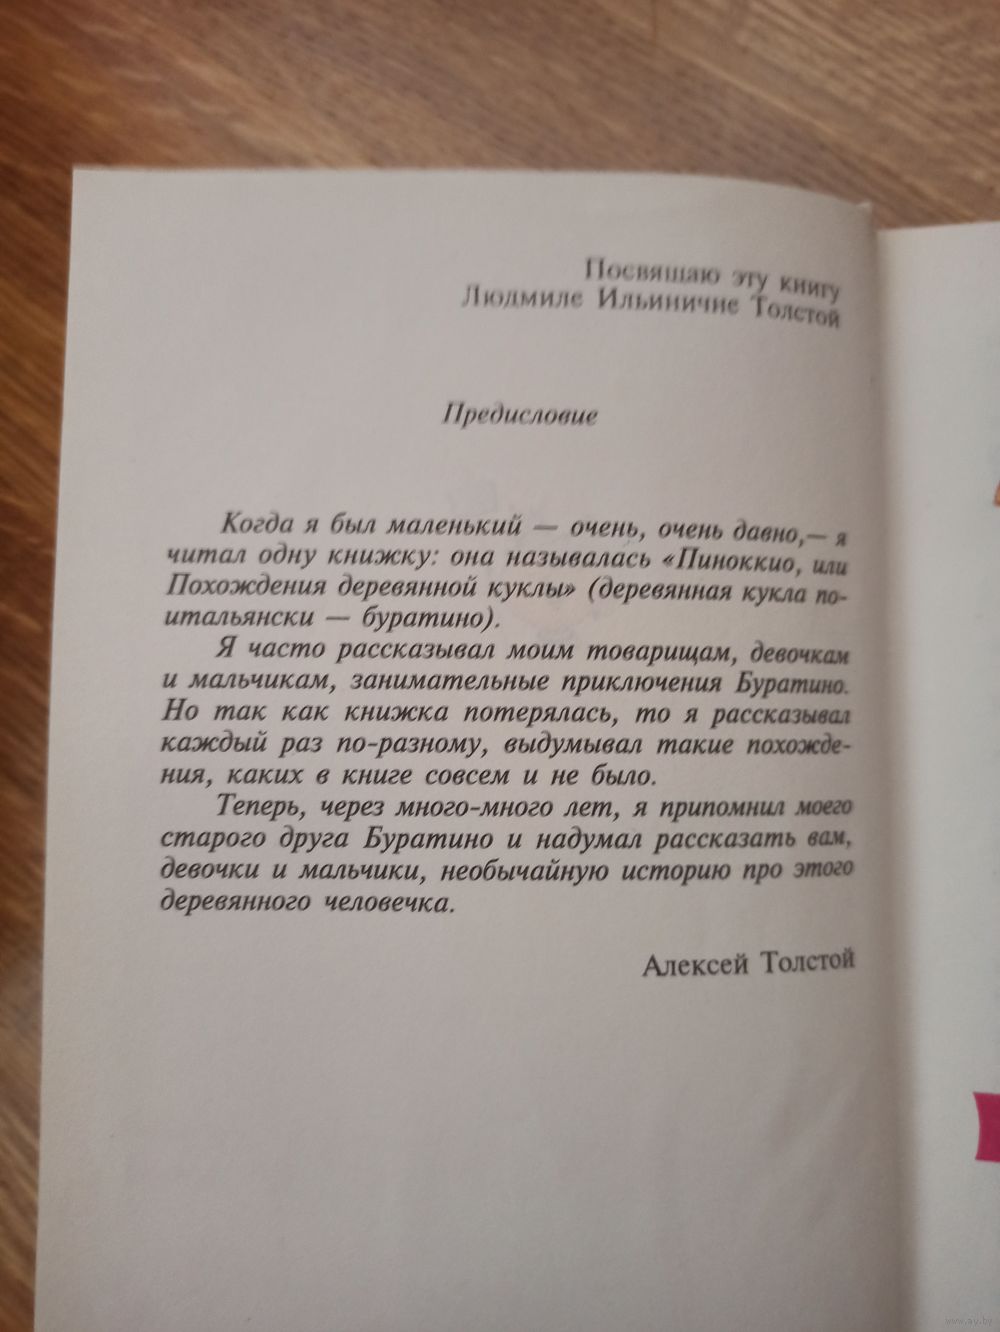 Посвящаю эту книгу
Людмиле Ильиничне Толстой
Предисловие
Когда я был маленький — очень, очень давно,— я
читал одну книжку: она называлась «Пиноккио, или
Похождения деревянной куклы» (деревянная кукла по-
итальянски — буратино).
Я часто рассказывал моим товарищам, девочкам
и мальчикам, занимательные приключения Буратино.
Но так как книжка потерялась, то я рассказывал
каждый раз по-разному, выдумывал такие похожде-
ния, каких в книге совсем и не было.
Теперь, через много-много лет, я припомнил моего
старого друга Буратино и надумал рассказать вам,
девочки и мальчики, необычайную историю про этого
деревянного человечка.
Алексей Толстой
www.ay.by